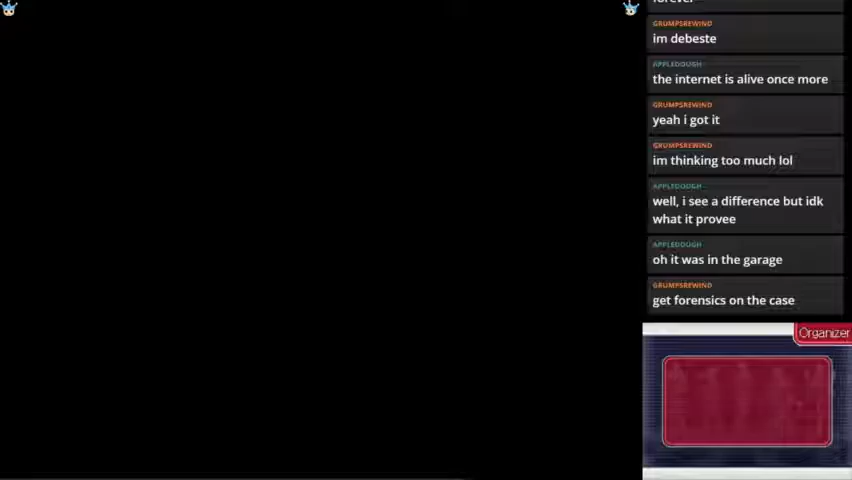 forever
GRUMPSREWIND
im debeste
APPLEDOUGH
the internet is alive once more
GRUMPSREWIND
yeah i got it
GRUMPSREWIND
im thinking too much lol
APPLEDOUGH
well, i see a difference but idk
what it provee
APPLEDOUGH
oh it was in the garage
GRUMPSREWIND
get forensics on the case
Organizer